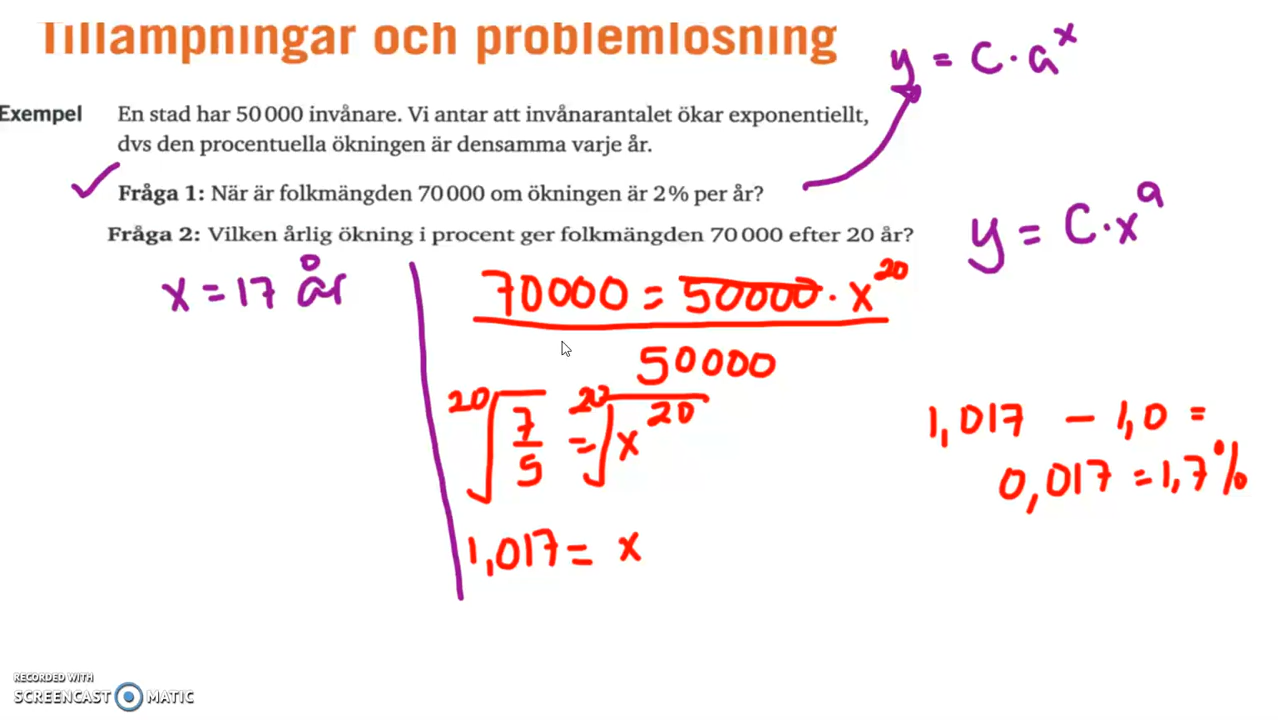 Tillämpningar och problemlösning
y = C · a^x
Exempel En stad har 50 000 invånare. Vi antar att invånarantalet ökar exponentiellt,
dvs den procentuella ökningen är densamma varje år.
Fråga 1: När är folkmängden 70 000 om ökningen är 2 % per år?
y = C · x^a
Fråga 2: Vilken årlig ökning i procent ger folkmängden 70 000 efter 20 år?
x = 17 år
70000 = 50000 · x^20
50000
20√(7/5) = 20√(x^20)
1,017 = x
1,017 - 1,0 =
0,017 = 1,7%
RECORDED WITH
SCREENCAST MATIC